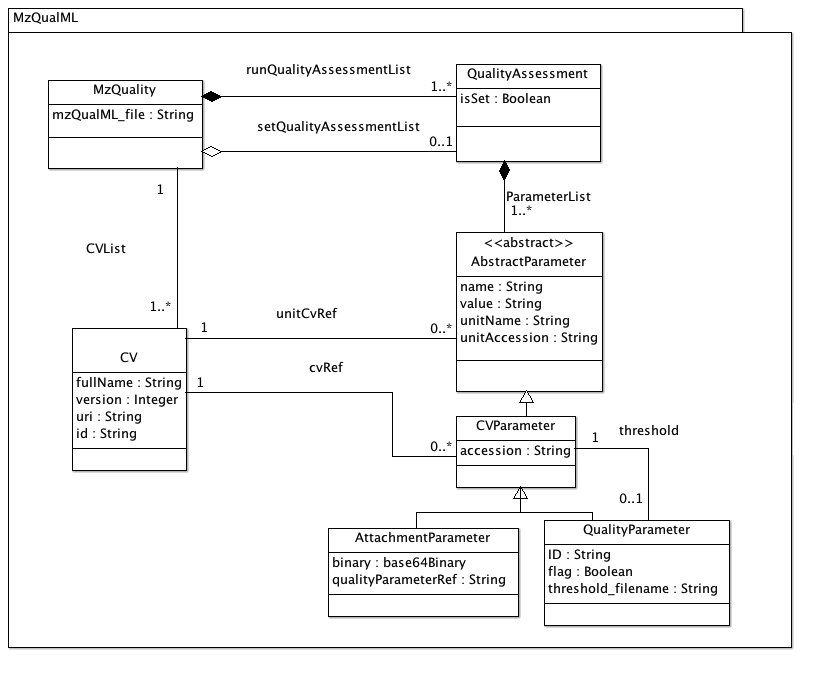 MzQualML
MzQuality
mzQualML_file : String
runQualityAssessmentList
1..*
setQualityAssessmentList
0..1
QualityAssessment
isSet : Boolean
ParameterList
1..*
1
CVList
1..*
<<abstract>>
AbstractParameter
name : String
value : String
unitName : String
unitAccession : String
1
unitCvRef
0..*
CV
fullName : String
version : Integer
uri : String
id : String
1
cvRef
0..*
CVParameter
accession : String
1
threshold
0..1
AttachmentParameter
binary : base64Binary
qualityParameterRef : String
QualityParameter
ID : String
flag : Boolean
threshold_filename : String